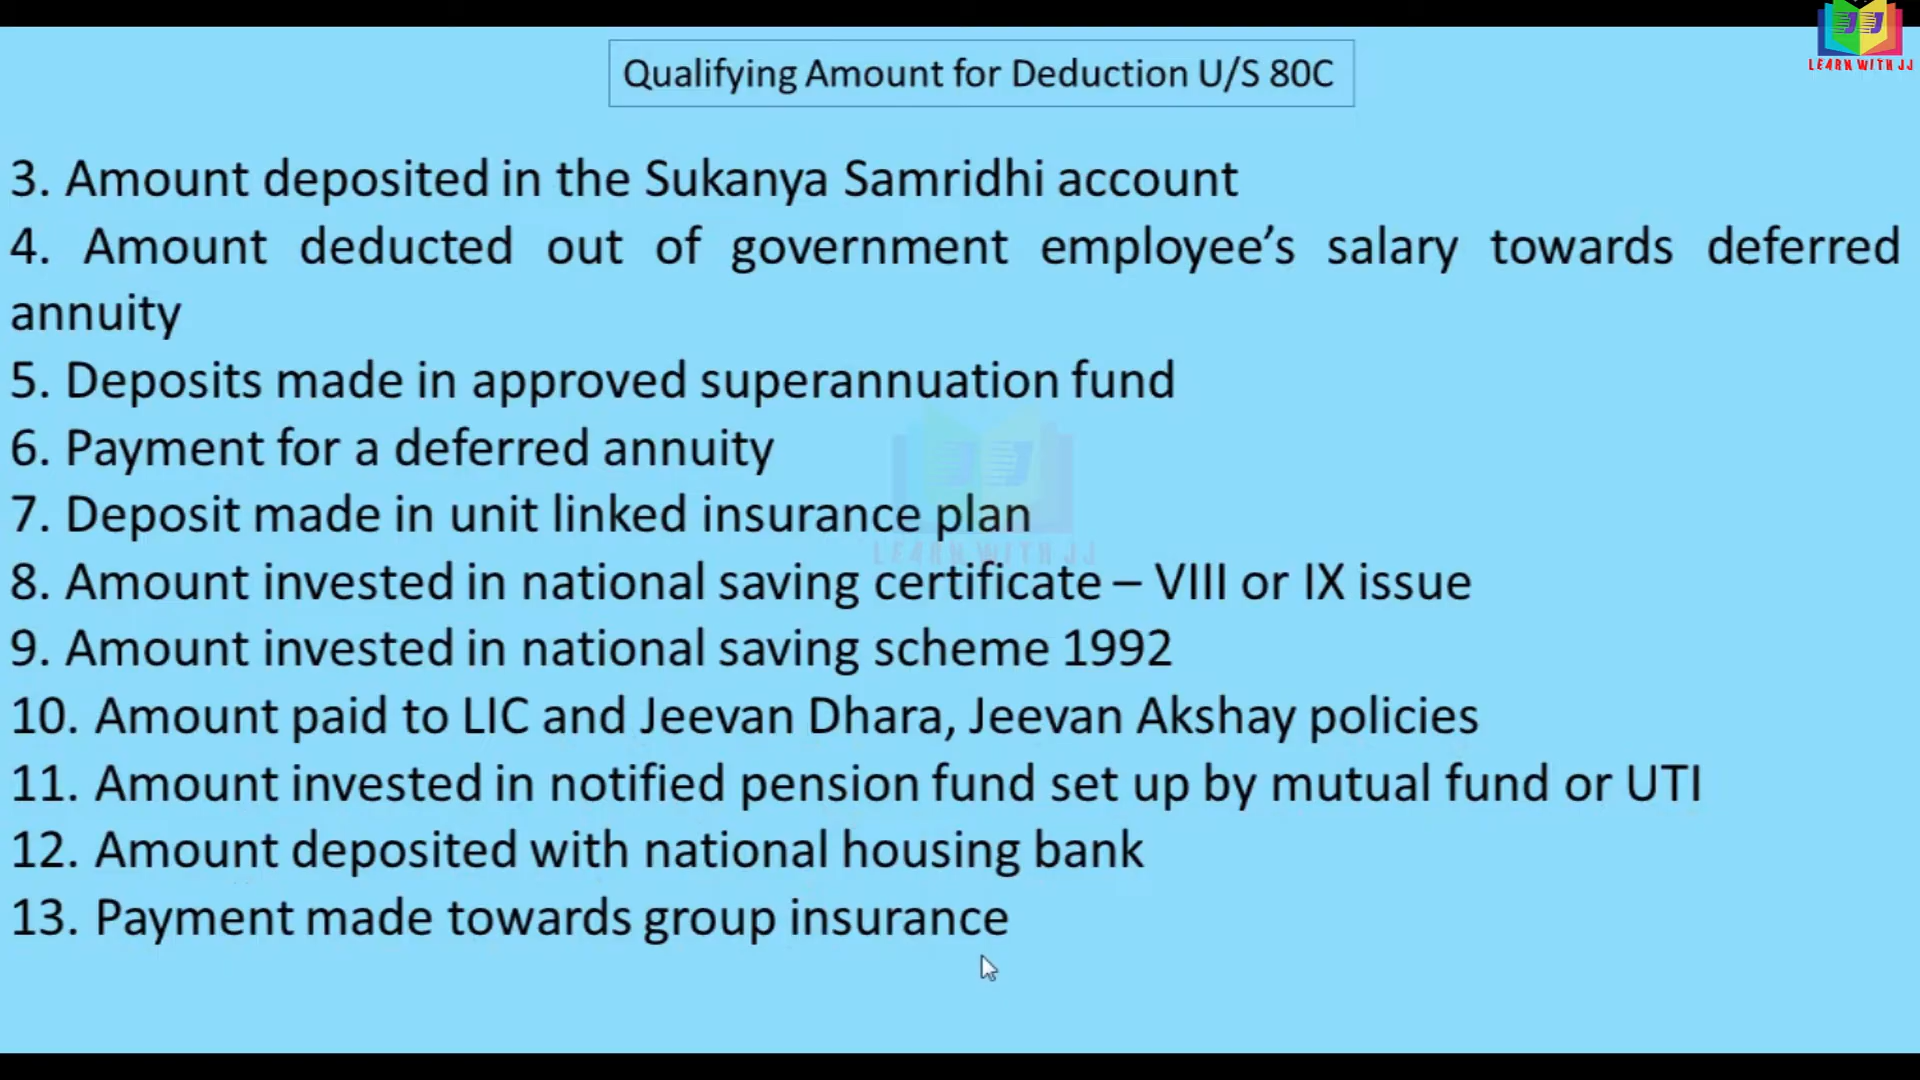 LEARN WITH JJ
Qualifying Amount for Deduction U/S 80C
3. Amount deposited in the Sukanya Samridhi account
4. Amount deducted out of government employee's salary towards deferred
annuity
5. Deposits made in approved superannuation fund
6. Payment for a deferred annuity
7. Deposit made in unit linked insurance plan
LEARN WITH JJ
8. Amount invested in national saving certificate – VIII or IX issue
9. Amount invested in national saving scheme 1992
10. Amount paid to LIC and Jeevan Dhara, Jeevan Akshay policies
11. Amount invested in notified pension fund set up by mutual fund or UTI
12. Amount deposited with national housing bank
13. Payment made towards group insurance